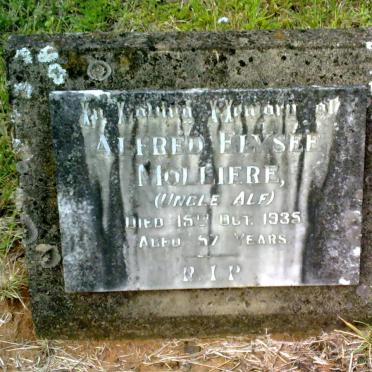 In Loving Memory of
Alfred Elysee
Molliere,
(Uncle Alf)
Died 15th Oct. 1935
Aged 57 Years
R.I.P